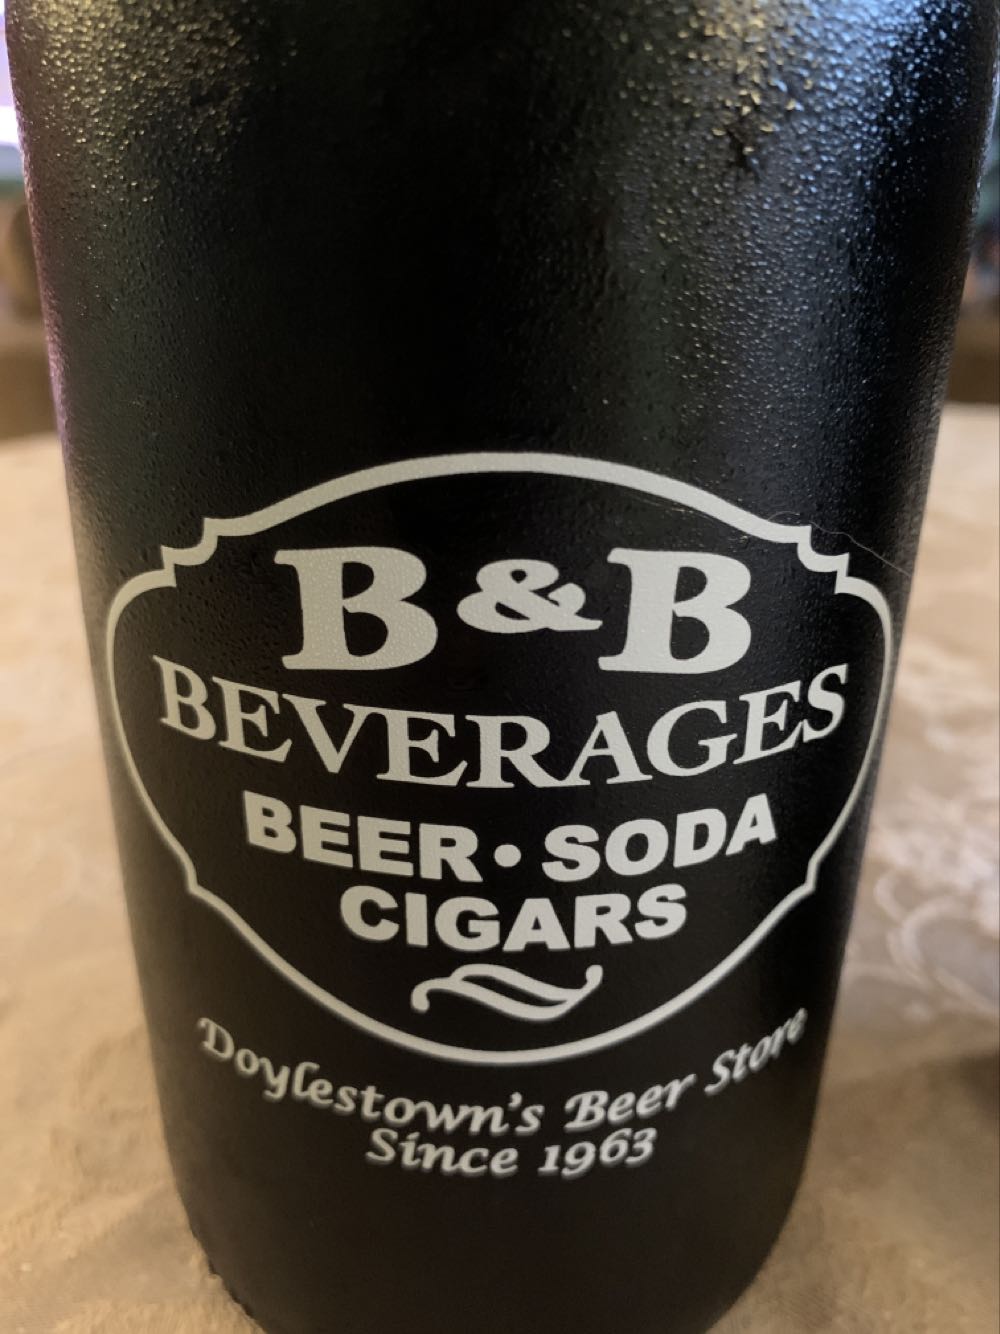 B&B
BEVERAGES
BEER • SODA
CIGARS
Doylestown's Beer Store
Since 1963